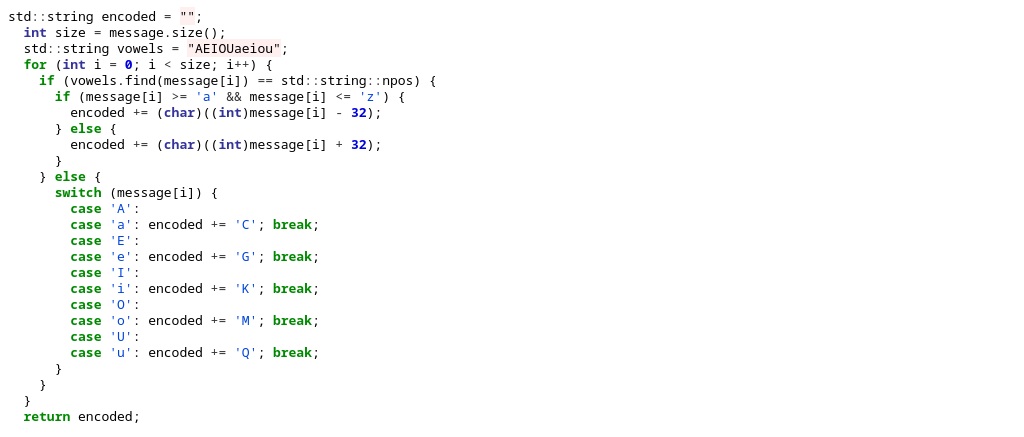 std::string encoded = "";
  int size = message.size();
  std::string vowels = "AEIOUaeiou";
  for (int i = 0; i < size; i++) {
    if (vowels.find(message[i]) == std::string::npos) {
      if (message[i] >= 'a' && message[i] <= 'z') {
        encoded += (char)((int)message[i] - 32);
      } else {
        encoded += (char)((int)message[i] + 32);
      }
    } else {
      switch (message[i]) {
        case 'A':
        case 'a': encoded += 'C'; break;
        case 'E':
        case 'e': encoded += 'G'; break;
        case 'I':
        case 'i': encoded += 'K'; break;
        case 'O':
        case 'o': encoded += 'M'; break;
        case 'U':
        case 'u': encoded += 'Q'; break;
      }
    }
  }
  return encoded;